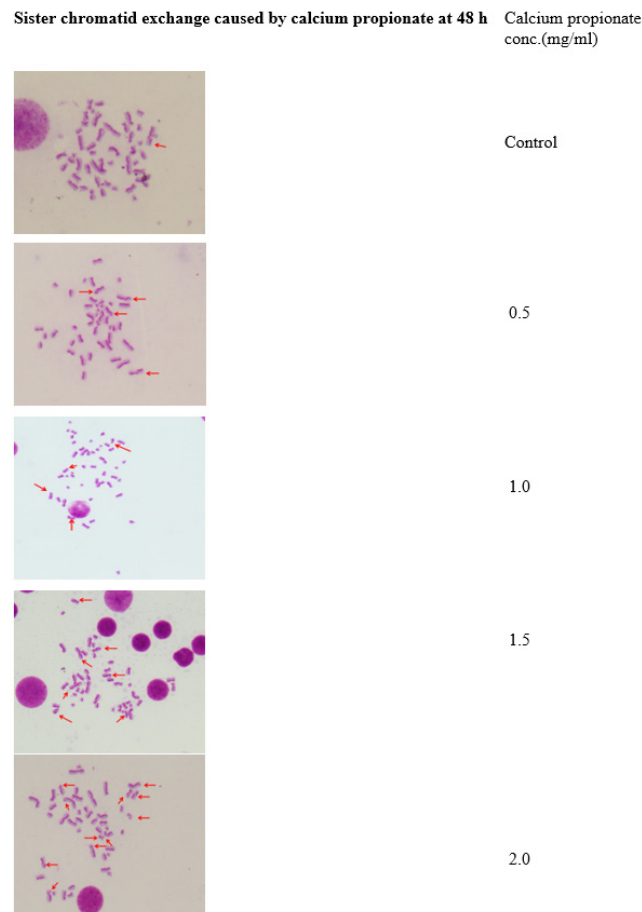 Sister chromatid exchange caused by calcium propionate at 48 h
Calcium propionate
conc.(mg/ml)
Control
0.5
1.0
1.5
2.0